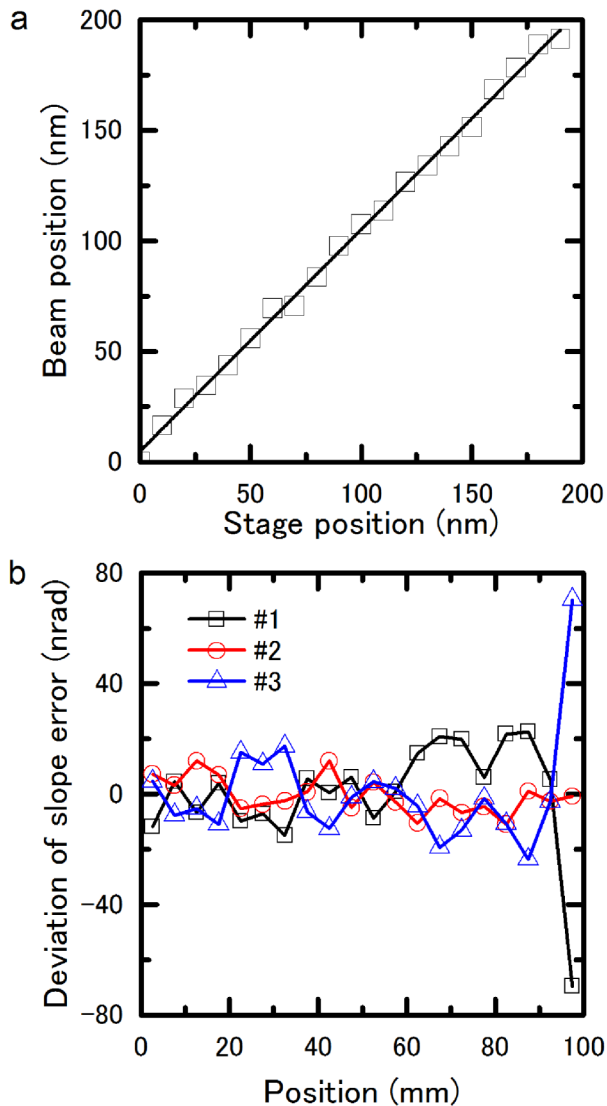 a
200
150
100
50
0
Beam position (nm)
0 50 100 150 200
Stage position (nm)
b
80
40
0
-40
-80
Deviation of slope error (nrad)
#1
#2
#3
0 20 40 60 80 100
Position (mm)